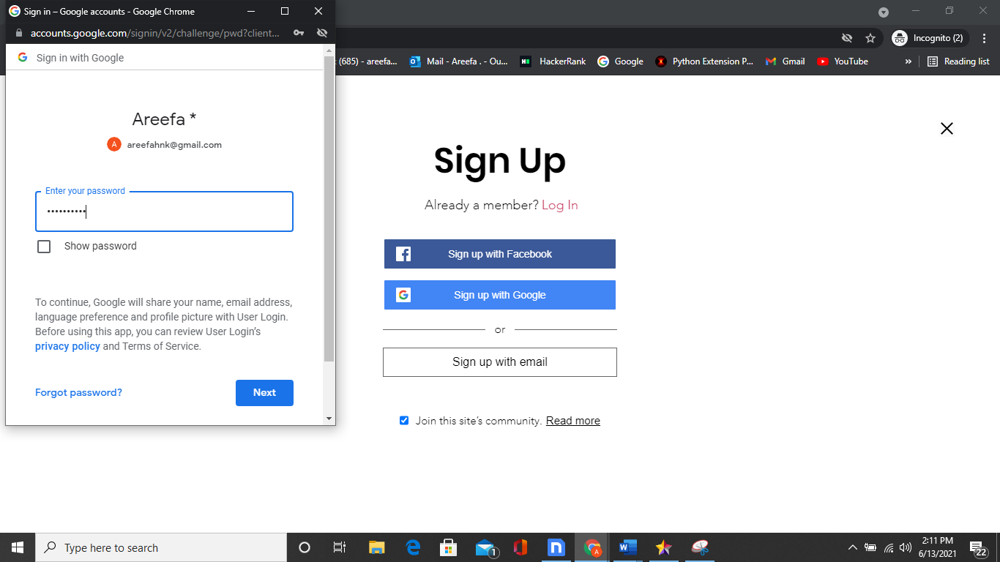 Sign in – Google accounts - Google Chrome
accounts.google.com/signin/v2/challenge/pwd?client...
Sign in with Google
Areefa *
A areefahnk@gmail.com
Enter your password
••••••••••
Show password
To continue, Google will share your name, email address,
language preference and profile picture with User Login.
Before using this app, you can review User Login's
privacy policy and Terms of Service.
Forgot password?
Next
Incognito (2)
(685) - areefa...
Mail - Areefa . - Ou...
HackerRank
Google
Python Extension P...
Gmail
YouTube
»
Reading list
Sign Up
Already a member? Log In
Sign up with Facebook
Sign up with Google
or
Sign up with email
Join this site's community. Read more
Type here to search
1
A
2:11 PM
6/13/2021
22